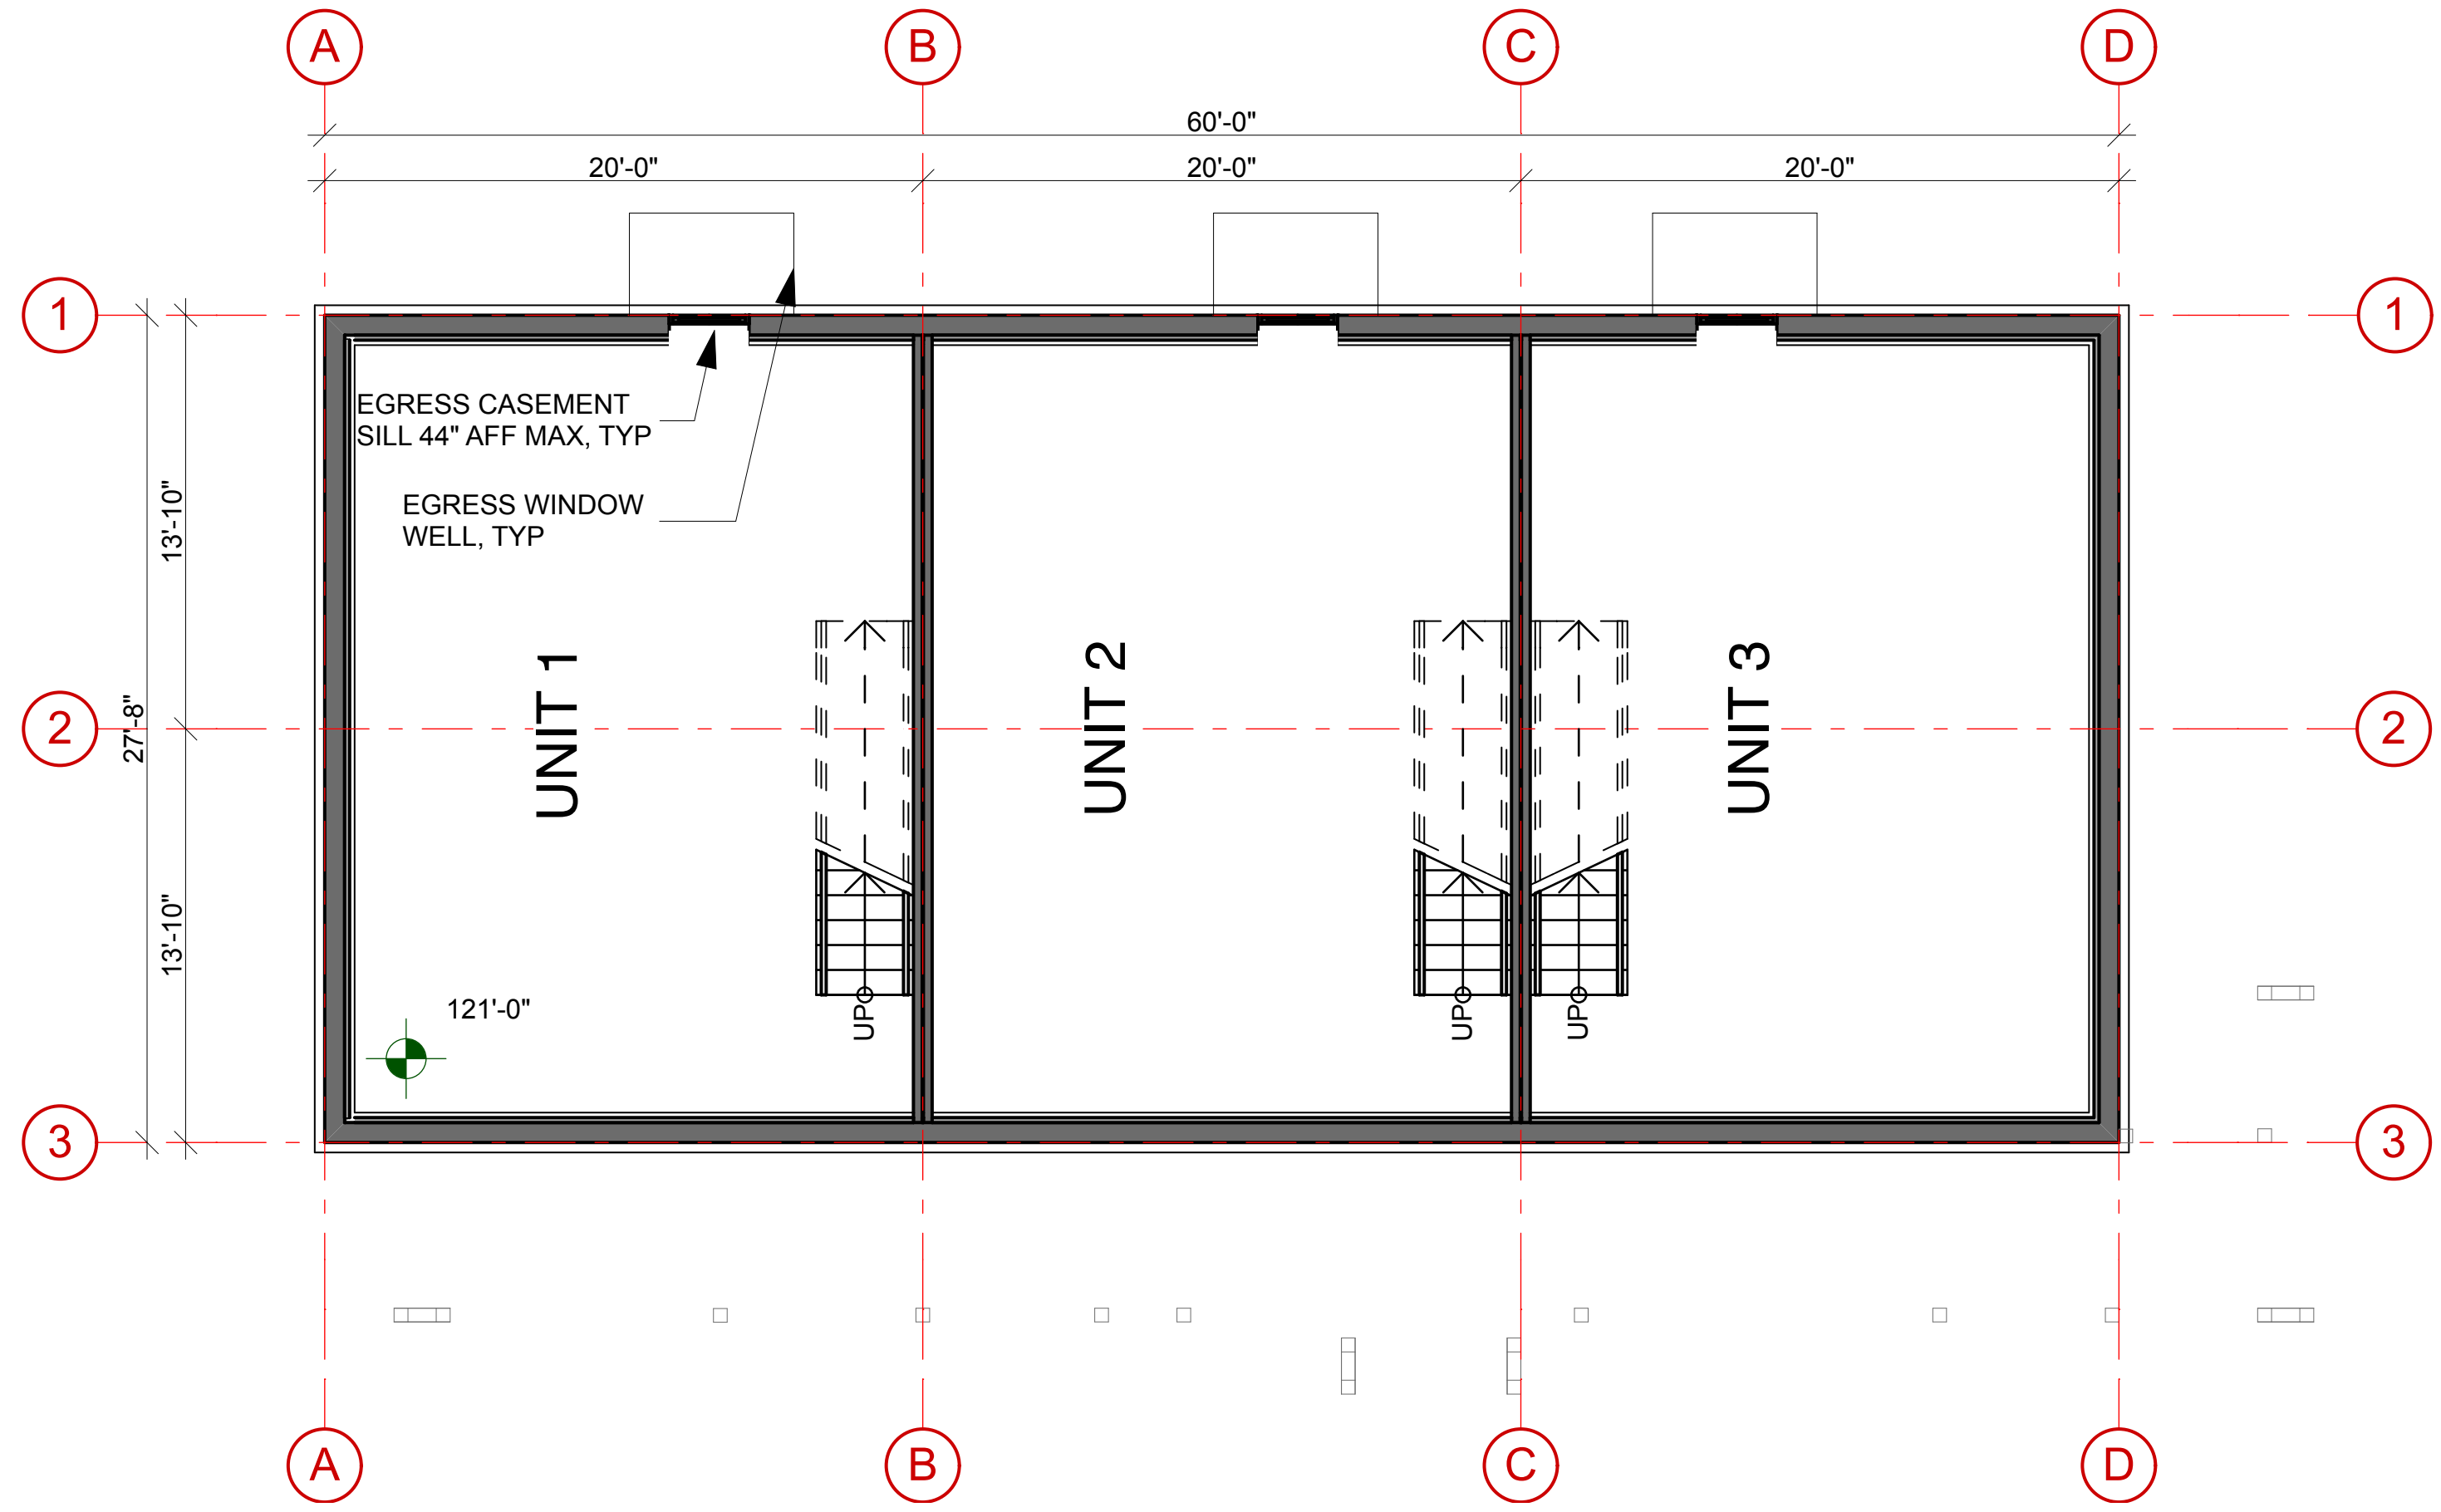 A B C D
60'-0"
20'-0" 20'-0" 20'-0"
1 1
EGRESS CASEMENT
SILL 44" AFF MAX, TYP
EGRESS WINDOW
WELL, TYP
13'-10"
27'-8"
UNIT 1 UNIT 2 UNIT 3
2 2
13'-10"
121'-0"
UP UP UP
3 3
A B C D